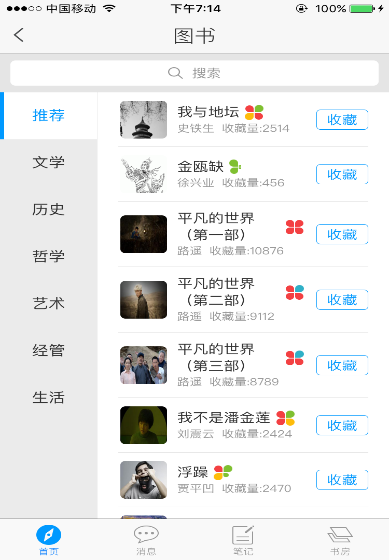 中国移动 下午7:14 100%
图书
搜索
推荐
文学
历史
哲学
艺术
经管
生活
我与地坛
史铁生 收藏量:2514
收藏
金瓯缺
徐兴业 收藏量:456
收藏
平凡的世界
（第一部）
路遥 收藏量:10876
收藏
平凡的世界
（第二部）
路遥 收藏量:9112
收藏
平凡的世界
（第三部）
路遥 收藏量:8789
收藏
我不是潘金莲
刘震云 收藏量:2424
收藏
浮躁
贾平凹 收藏量:2470
收藏
首页 消息 笔记 书房